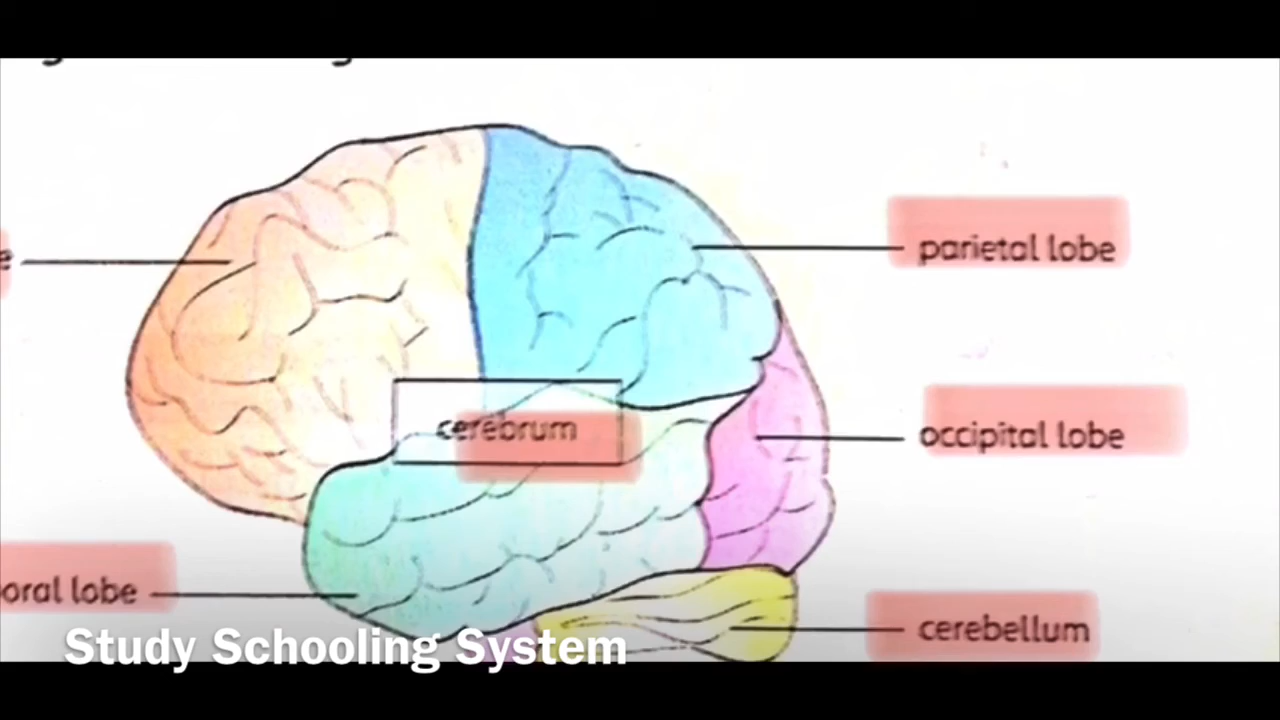 parietal lobe
cerebrum
occipital lobe
oral lobe
cerebellum
Study Schooling System